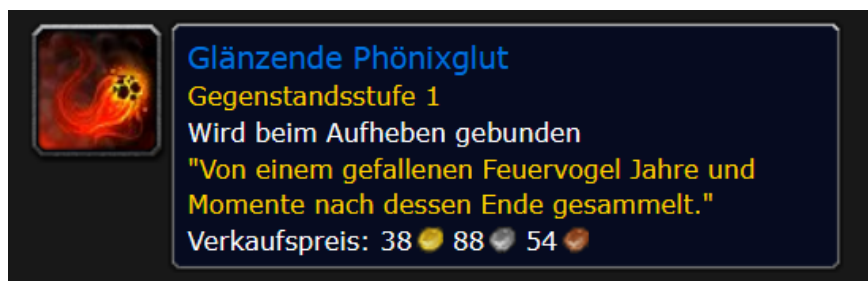 Glänzende Phönixglut
Gegenstandsstufe 1
Wird beim Aufheben gebunden
"Von einem gefallenen Feuervogel Jahre und
Momente nach dessen Ende gesammelt."
Verkaufspreis: 38 88 54